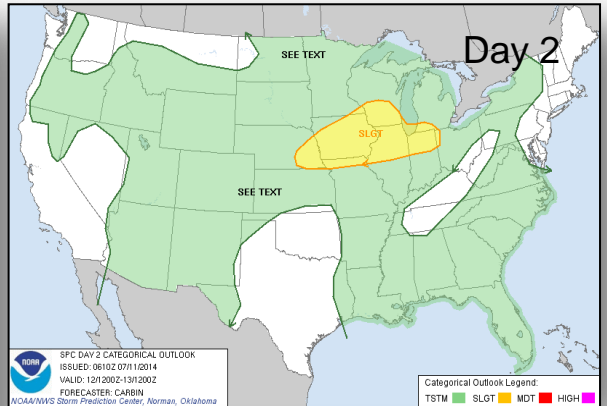 Day 2
SEE TEXT
SLGT
SEE TEXT
NOAA
SPC DAY 2 CATEGORICAL OUTLOOK
ISSUED: 0610Z 07/11/2014
VALID: 12/1200Z-13/1200Z
FORECASTER: CARBIN
NOAA/NWS Storm Prediction Center, Norman, Oklahoma
Categorical Outlook Legend:
TSTM SLGT MDT HIGH